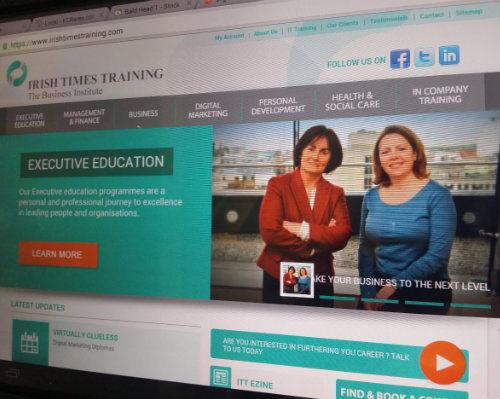 Local - KCRaven.com
Bald Head 1 - Stock
https://www.irishtimestraining.com
My Account | About Us | IT Training | Our Clients | Testimonials | Contact | Sitemap
FOLLOW US ON f t in
IRISH TIMES TRAINING
The Business Institute
EXECUTIVE EDUCATION
MANAGEMENT & FINANCE
BUSINESS
DIGITAL MARKETING
PERSONAL DEVELOPMENT
HEALTH & SOCIAL CARE
IN COMPANY TRAINING
EXECUTIVE EDUCATION
Our Executive education programmes are a
personal and professional journey to excellence
in leading people and organisations.
LEARN MORE
AKE YOUR BUSINESS TO THE NEXT LEVEL
LATEST UPDATES
VIRTUALLY CLUELESS
Digital Marketing Diplomas
ARE YOU INTERESTED IN FURTHERING YOU CAREER ? TALK
TO US TODAY
ITT EZINE
FIND & BOOK A